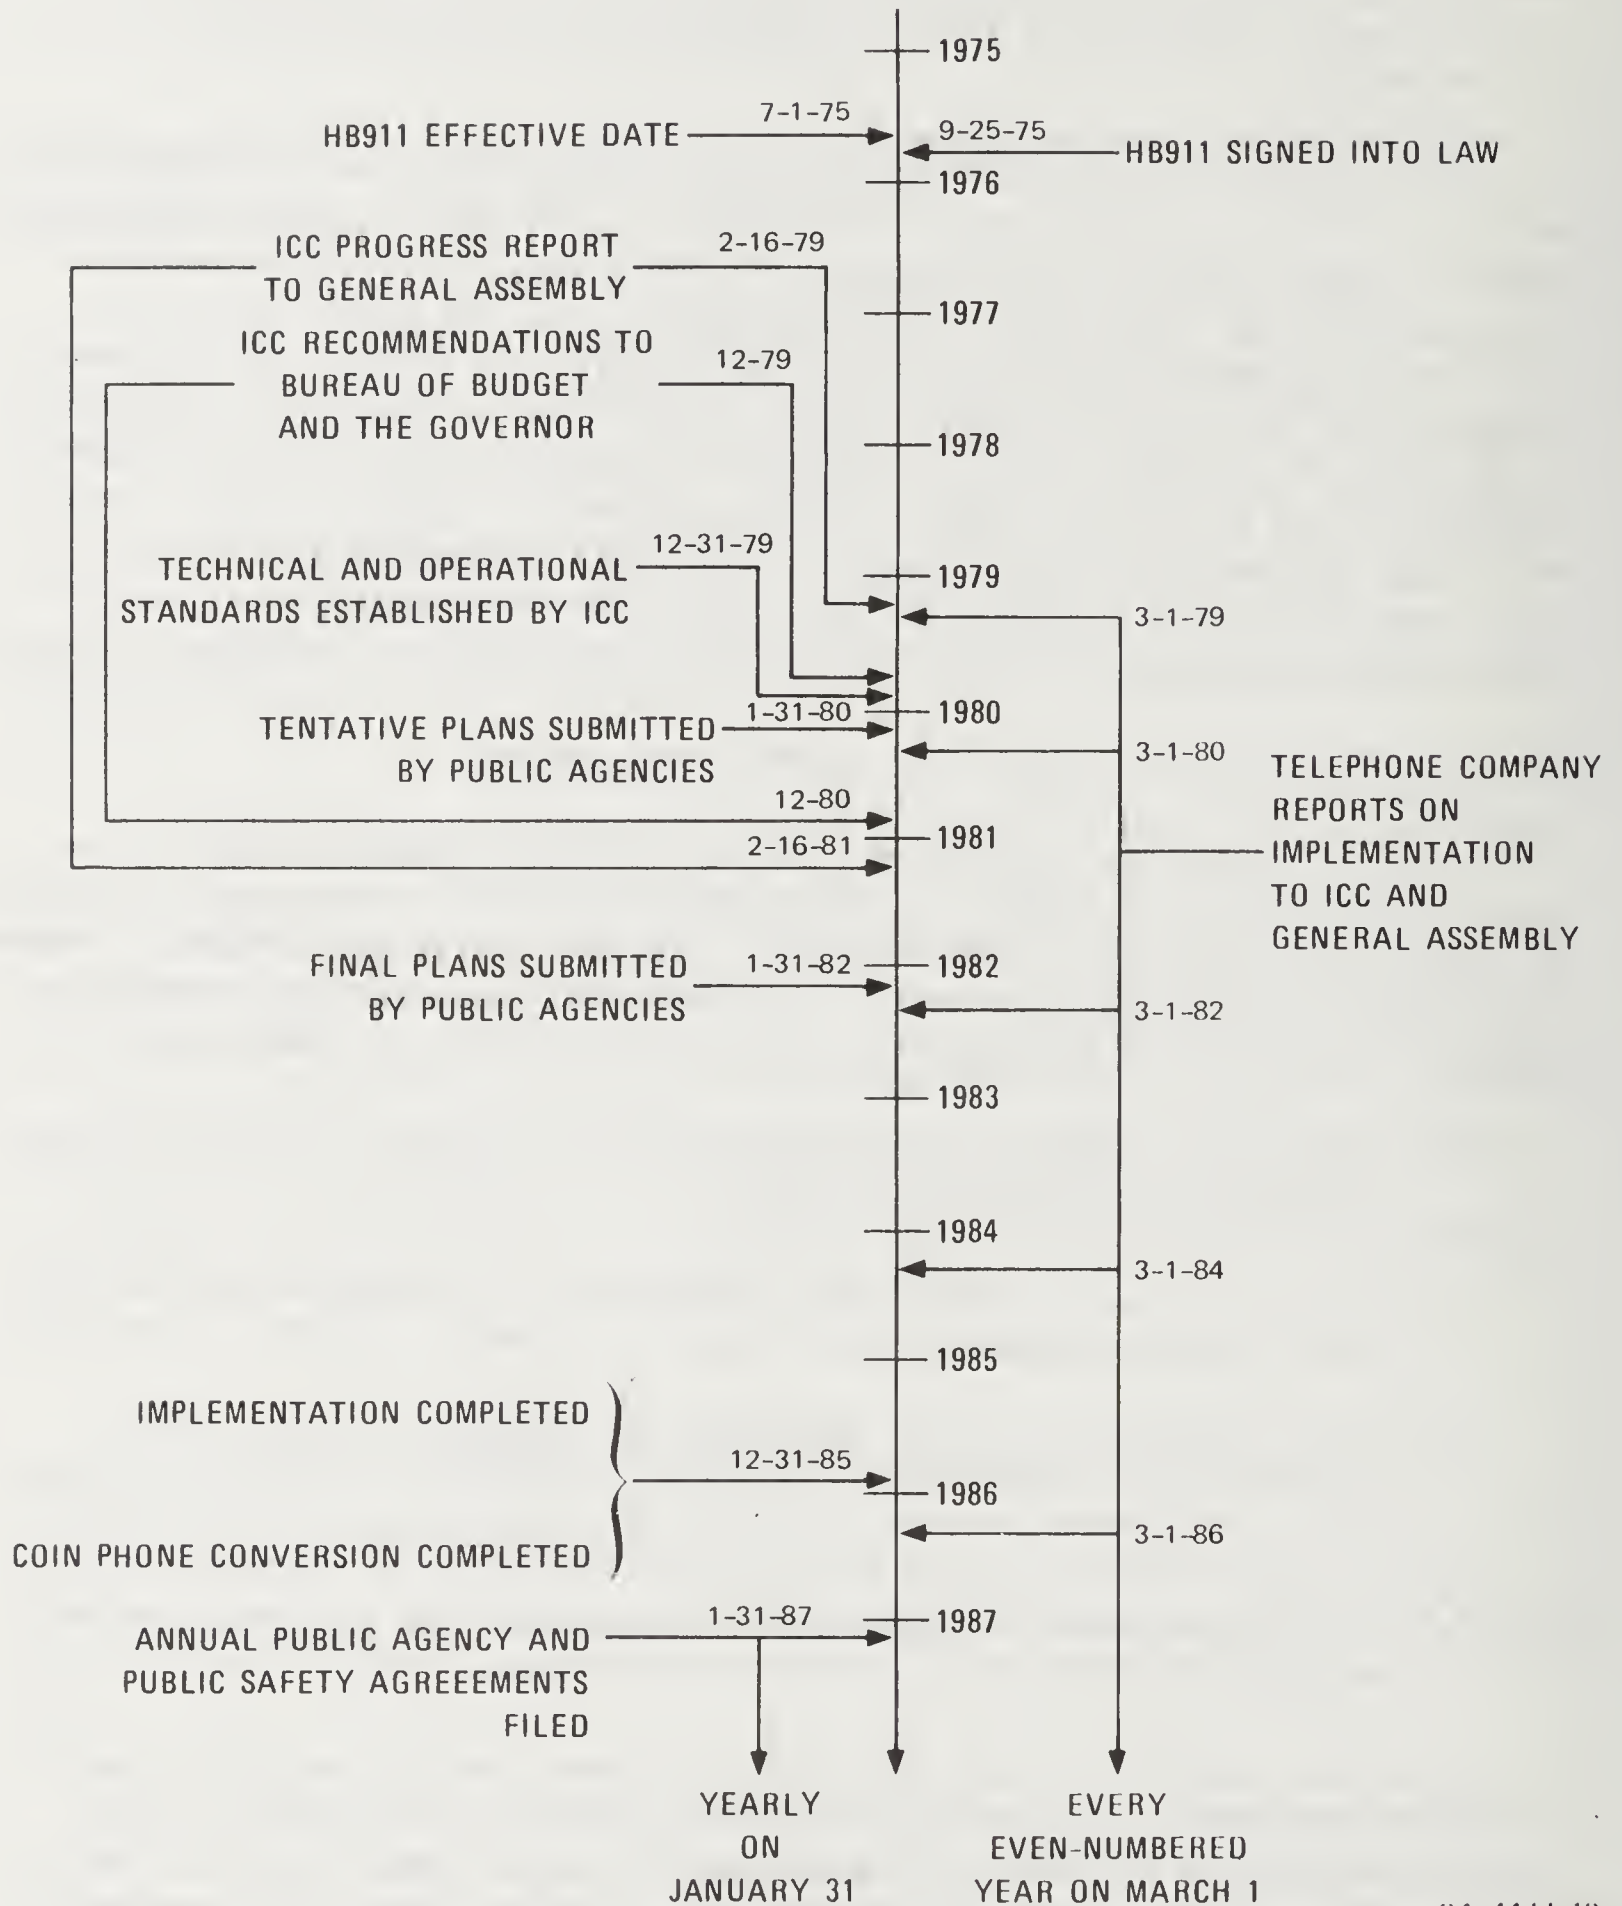 1975
7-1-75
HB911 EFFECTIVE DATE
9-25-75
HB911 SIGNED INTO LAW
1976
ICC PROGRESS REPORT
TO GENERAL ASSEMBLY
2-16-79
1977
ICC RECOMMENDATIONS TO
BUREAU OF BUDGET
AND THE GOVERNOR
12-79
1978
12-31-79
TECHNICAL AND OPERATIONAL
STANDARDS ESTABLISHED BY ICC
1979
3-1-79
1-31-80
TENTATIVE PLANS SUBMITTED
BY PUBLIC AGENCIES
1980
3-1-80
TELEPHONE COMPANY
REPORTS ON
IMPLEMENTATION
TO ICC AND
GENERAL ASSEMBLY
12-80
1981
2-16-81
FINAL PLANS SUBMITTED
BY PUBLIC AGENCIES
1-31-82
1982
3-1-82
1983
1984
3-1-84
1985
IMPLEMENTATION COMPLETED
12-31-85
1986
3-1-86
COIN PHONE CONVERSION COMPLETED
1-31-87
1987
ANNUAL PUBLIC AGENCY AND
PUBLIC SAFETY AGREEEMENTS
FILED
YEARLY
ON
JANUARY 31
EVERY
EVEN-NUMBERED
YEAR ON MARCH 1